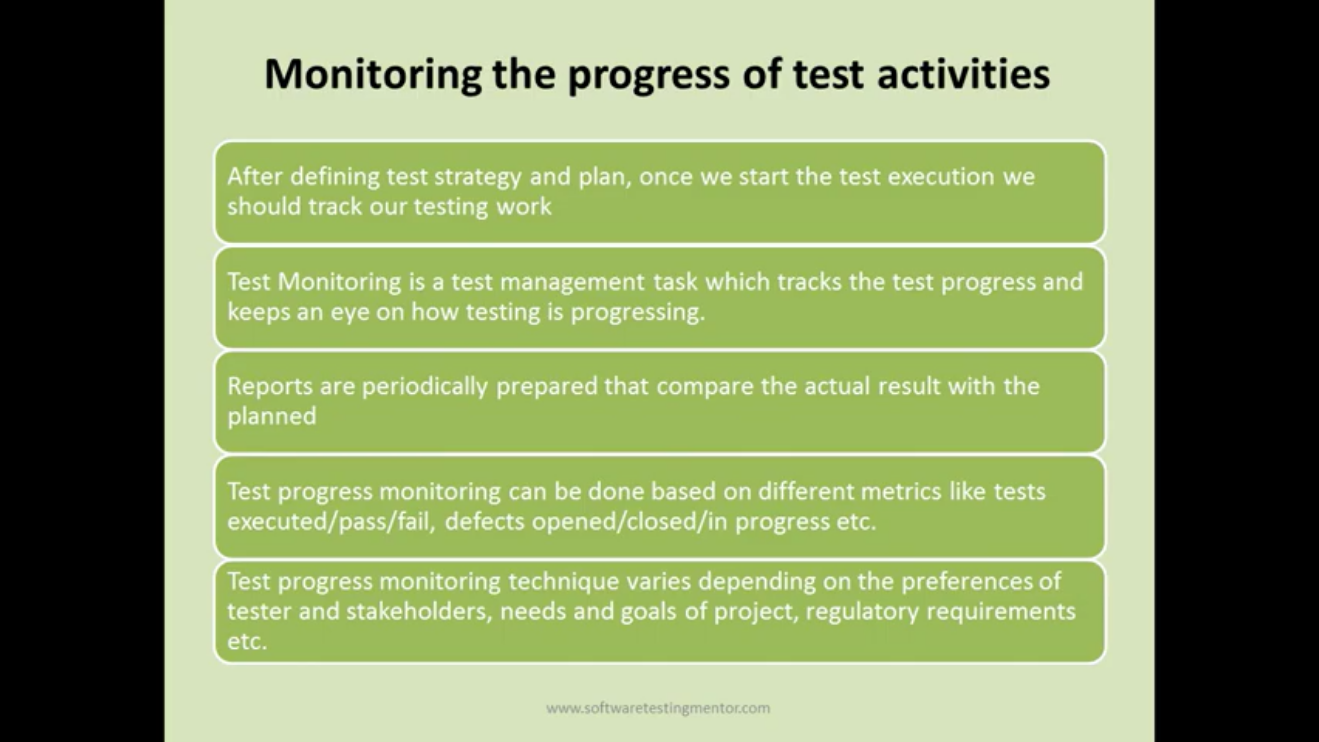 Monitoring the progress of test activities
After defining test strategy and plan, once we start the test execution we
should track our testing work
Test Monitoring is a test management task which tracks the test progress and
keeps an eye on how testing is progressing.
Reports are periodically prepared that compare the actual result with the
planned
Test progress monitoring can be done based on different metrics like tests
executed/pass/fail, defects opened/closed/in progress etc.
Test progress monitoring technique varies depending on the preferences of
tester and stakeholders, needs and goals of project, regulatory requirements
etc.
www.softwaretestingmentor.com